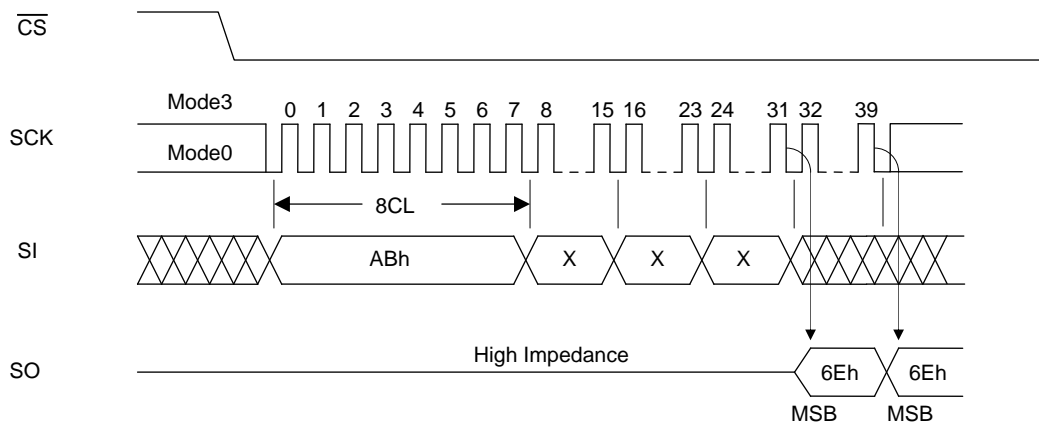 CS
Mode3
0 1 2 3 4 5 6 7 8 15 16 23 24 31 32 39
SCK
Mode0
8CL
SI
ABh X X X
High Impedance
SO
6Eh 6Eh
MSB MSB